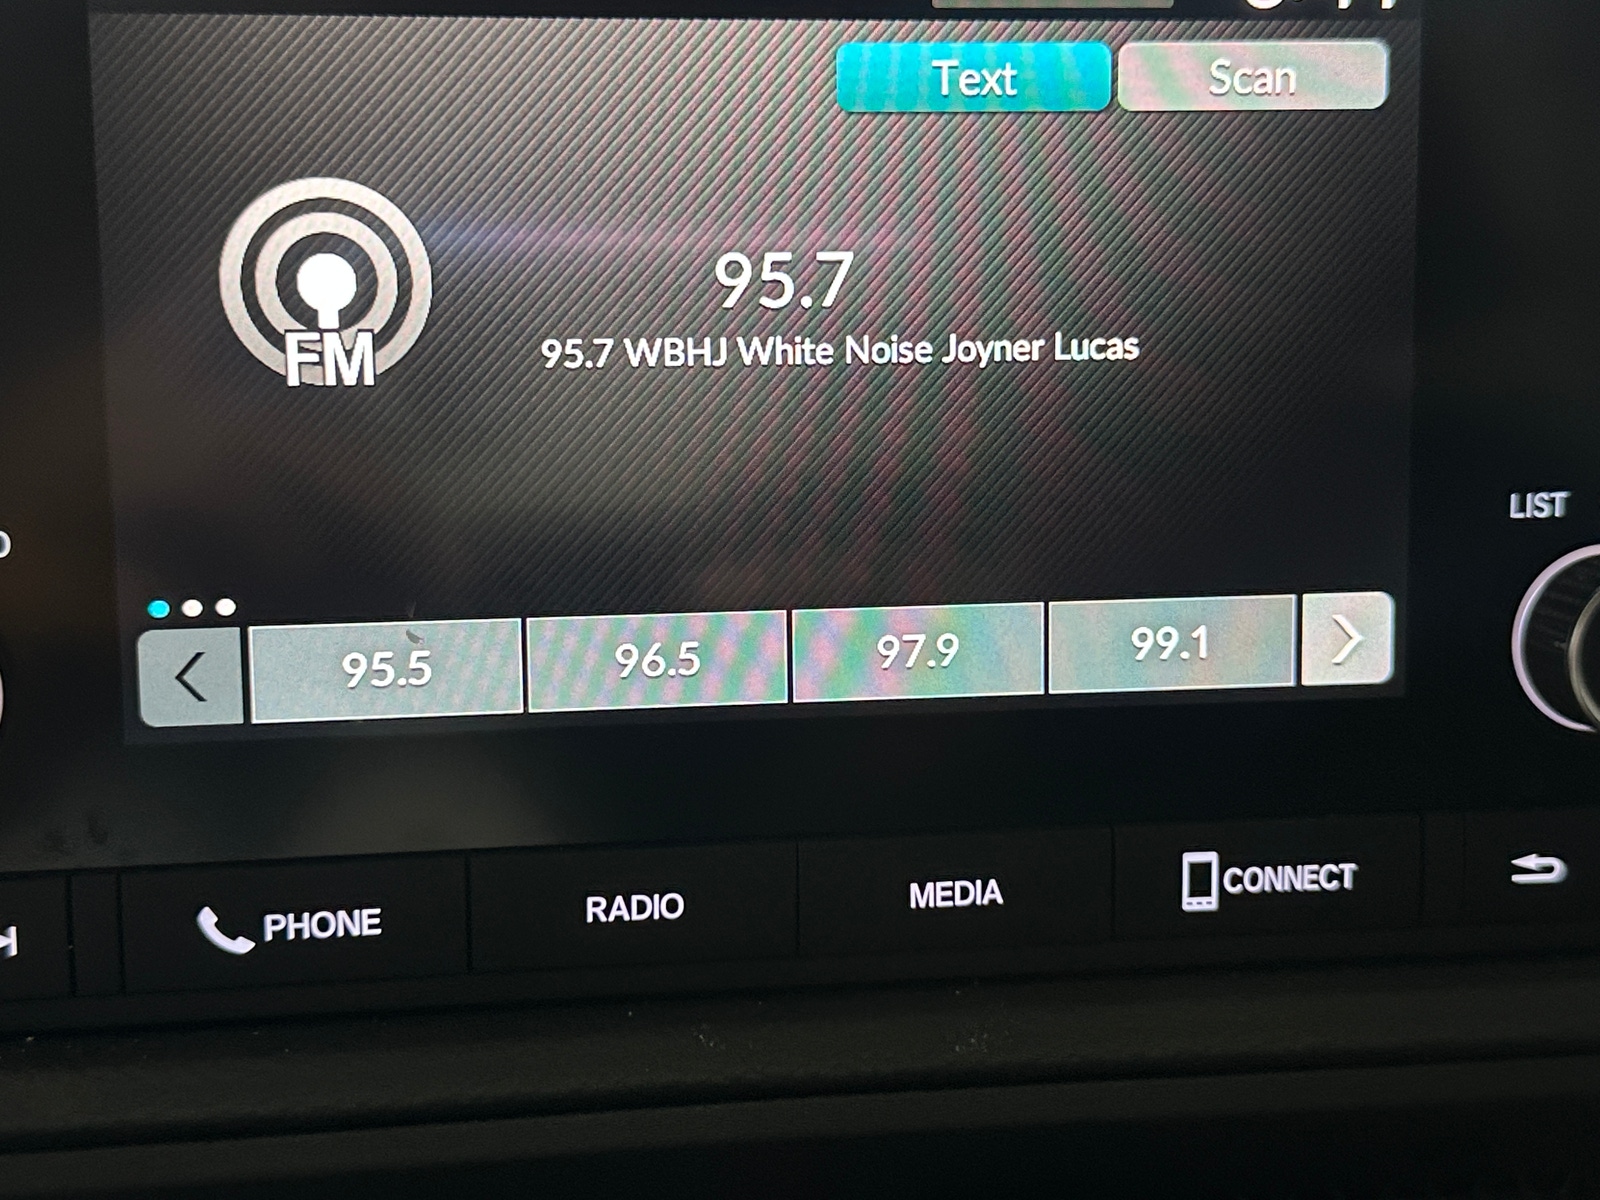 Text Scan
FM
95.7
95.7 WBHJ White Noise Joyner Lucas
LIST
95.5 96.5 97.9 99.1
PHONE RADIO MEDIA CONNECT